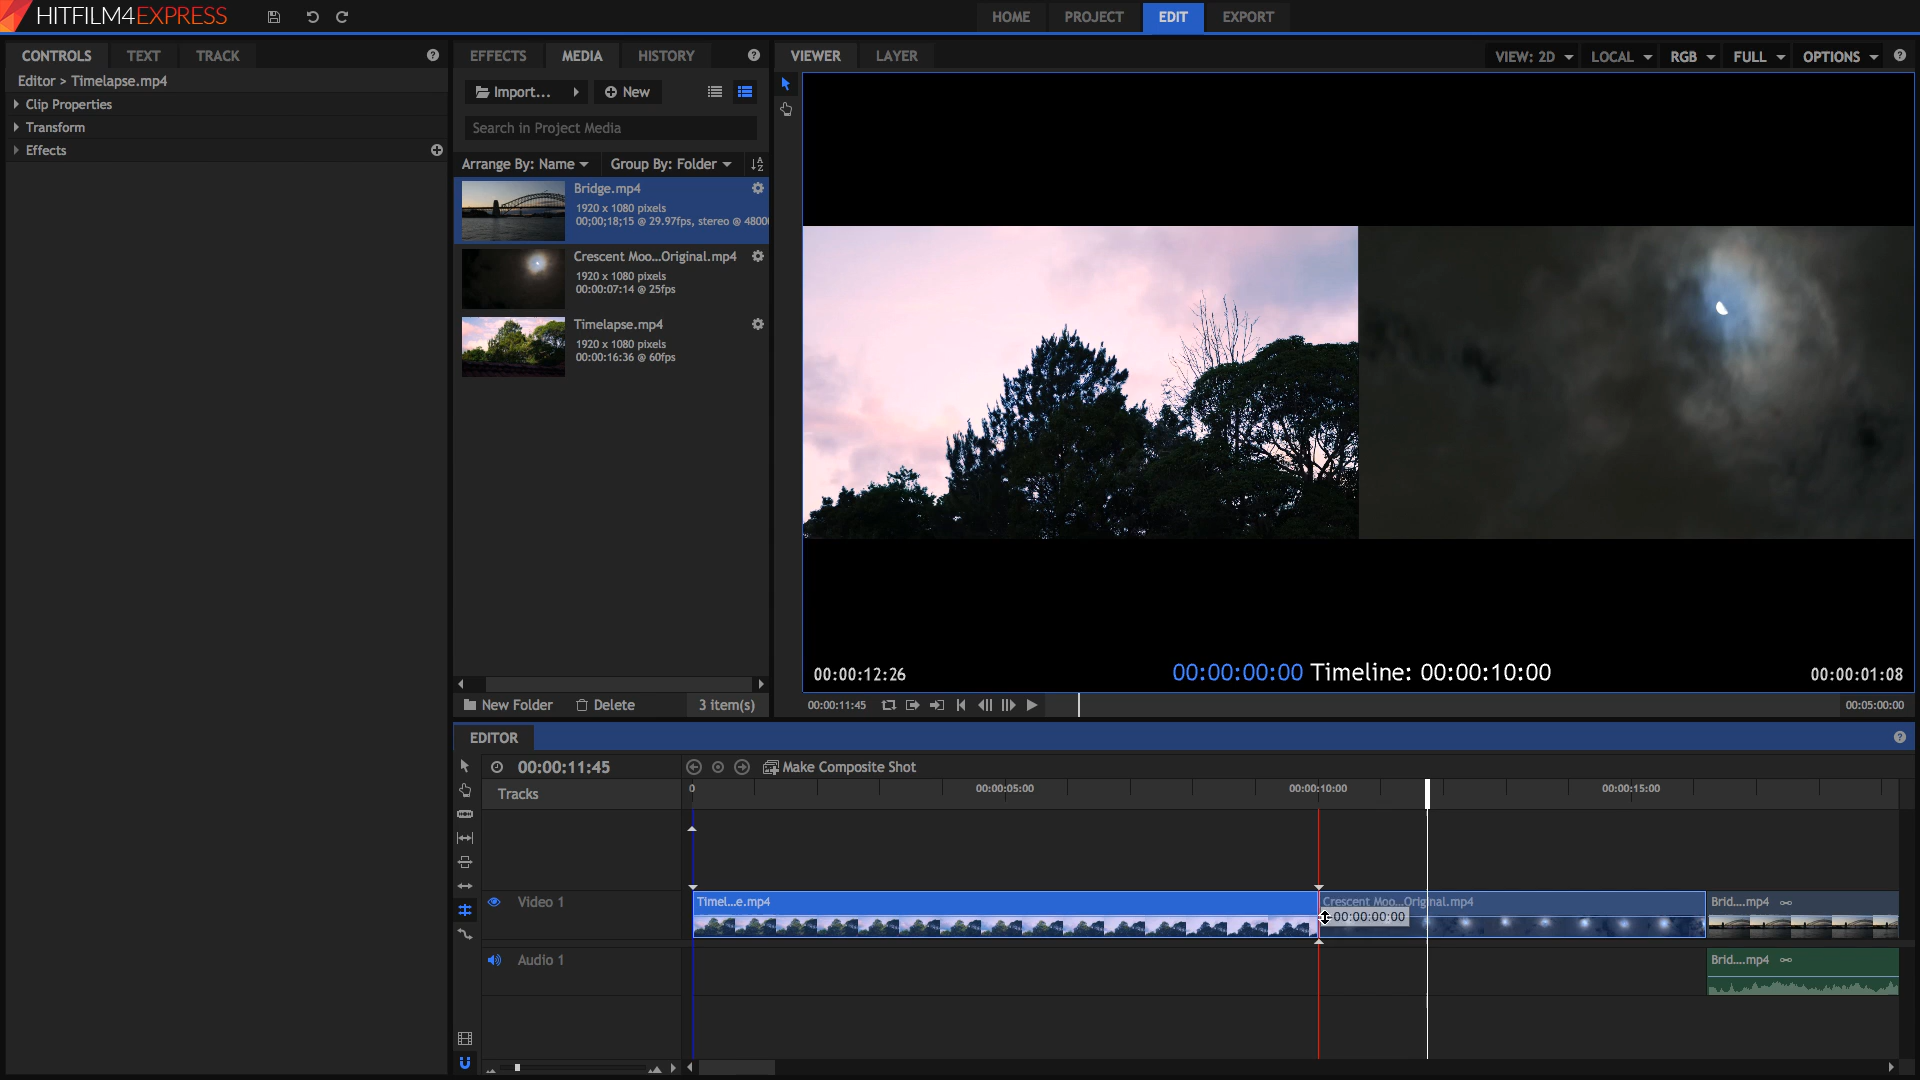 HITFILM4EXPRESS
HOME PROJECT EDIT EXPORT
CONTROLS TEXT TRACK
Editor > Timelapse.mp4
Clip Properties
Transform
Effects
EFFECTS MEDIA HISTORY
Import... New
Search in Project Media
Arrange By: Name Group By: Folder
Bridge.mp4
1920 x 1080 pixels
00;00;18;15 @ 29.97fps, stereo @ 4800
Crescent Moo...Original.mp4
1920 x 1080 pixels
00:00:07:14 @ 25fps
Timelapse.mp4
1920 x 1080 pixels
00:00:16:36 @ 60fps
New Folder Delete 3 item(s)
VIEWER LAYER
VIEW: 2D LOCAL RGB FULL OPTIONS
00:00:12:26 00:00:00:00 Timeline: 00:00:10:00 00:00:01:08
00:00:11:45 00:05:00:00
EDITOR
00:00:11:45 Make Composite Shot
Tracks 0 00:00:05:00 00:00:10:00 00:00:15:00
Video 1 Timel...e.mp4 Crescent Moo...Original.mp4 Brid....mp4
00:00:00:00
Audio 1 Brid....mp4